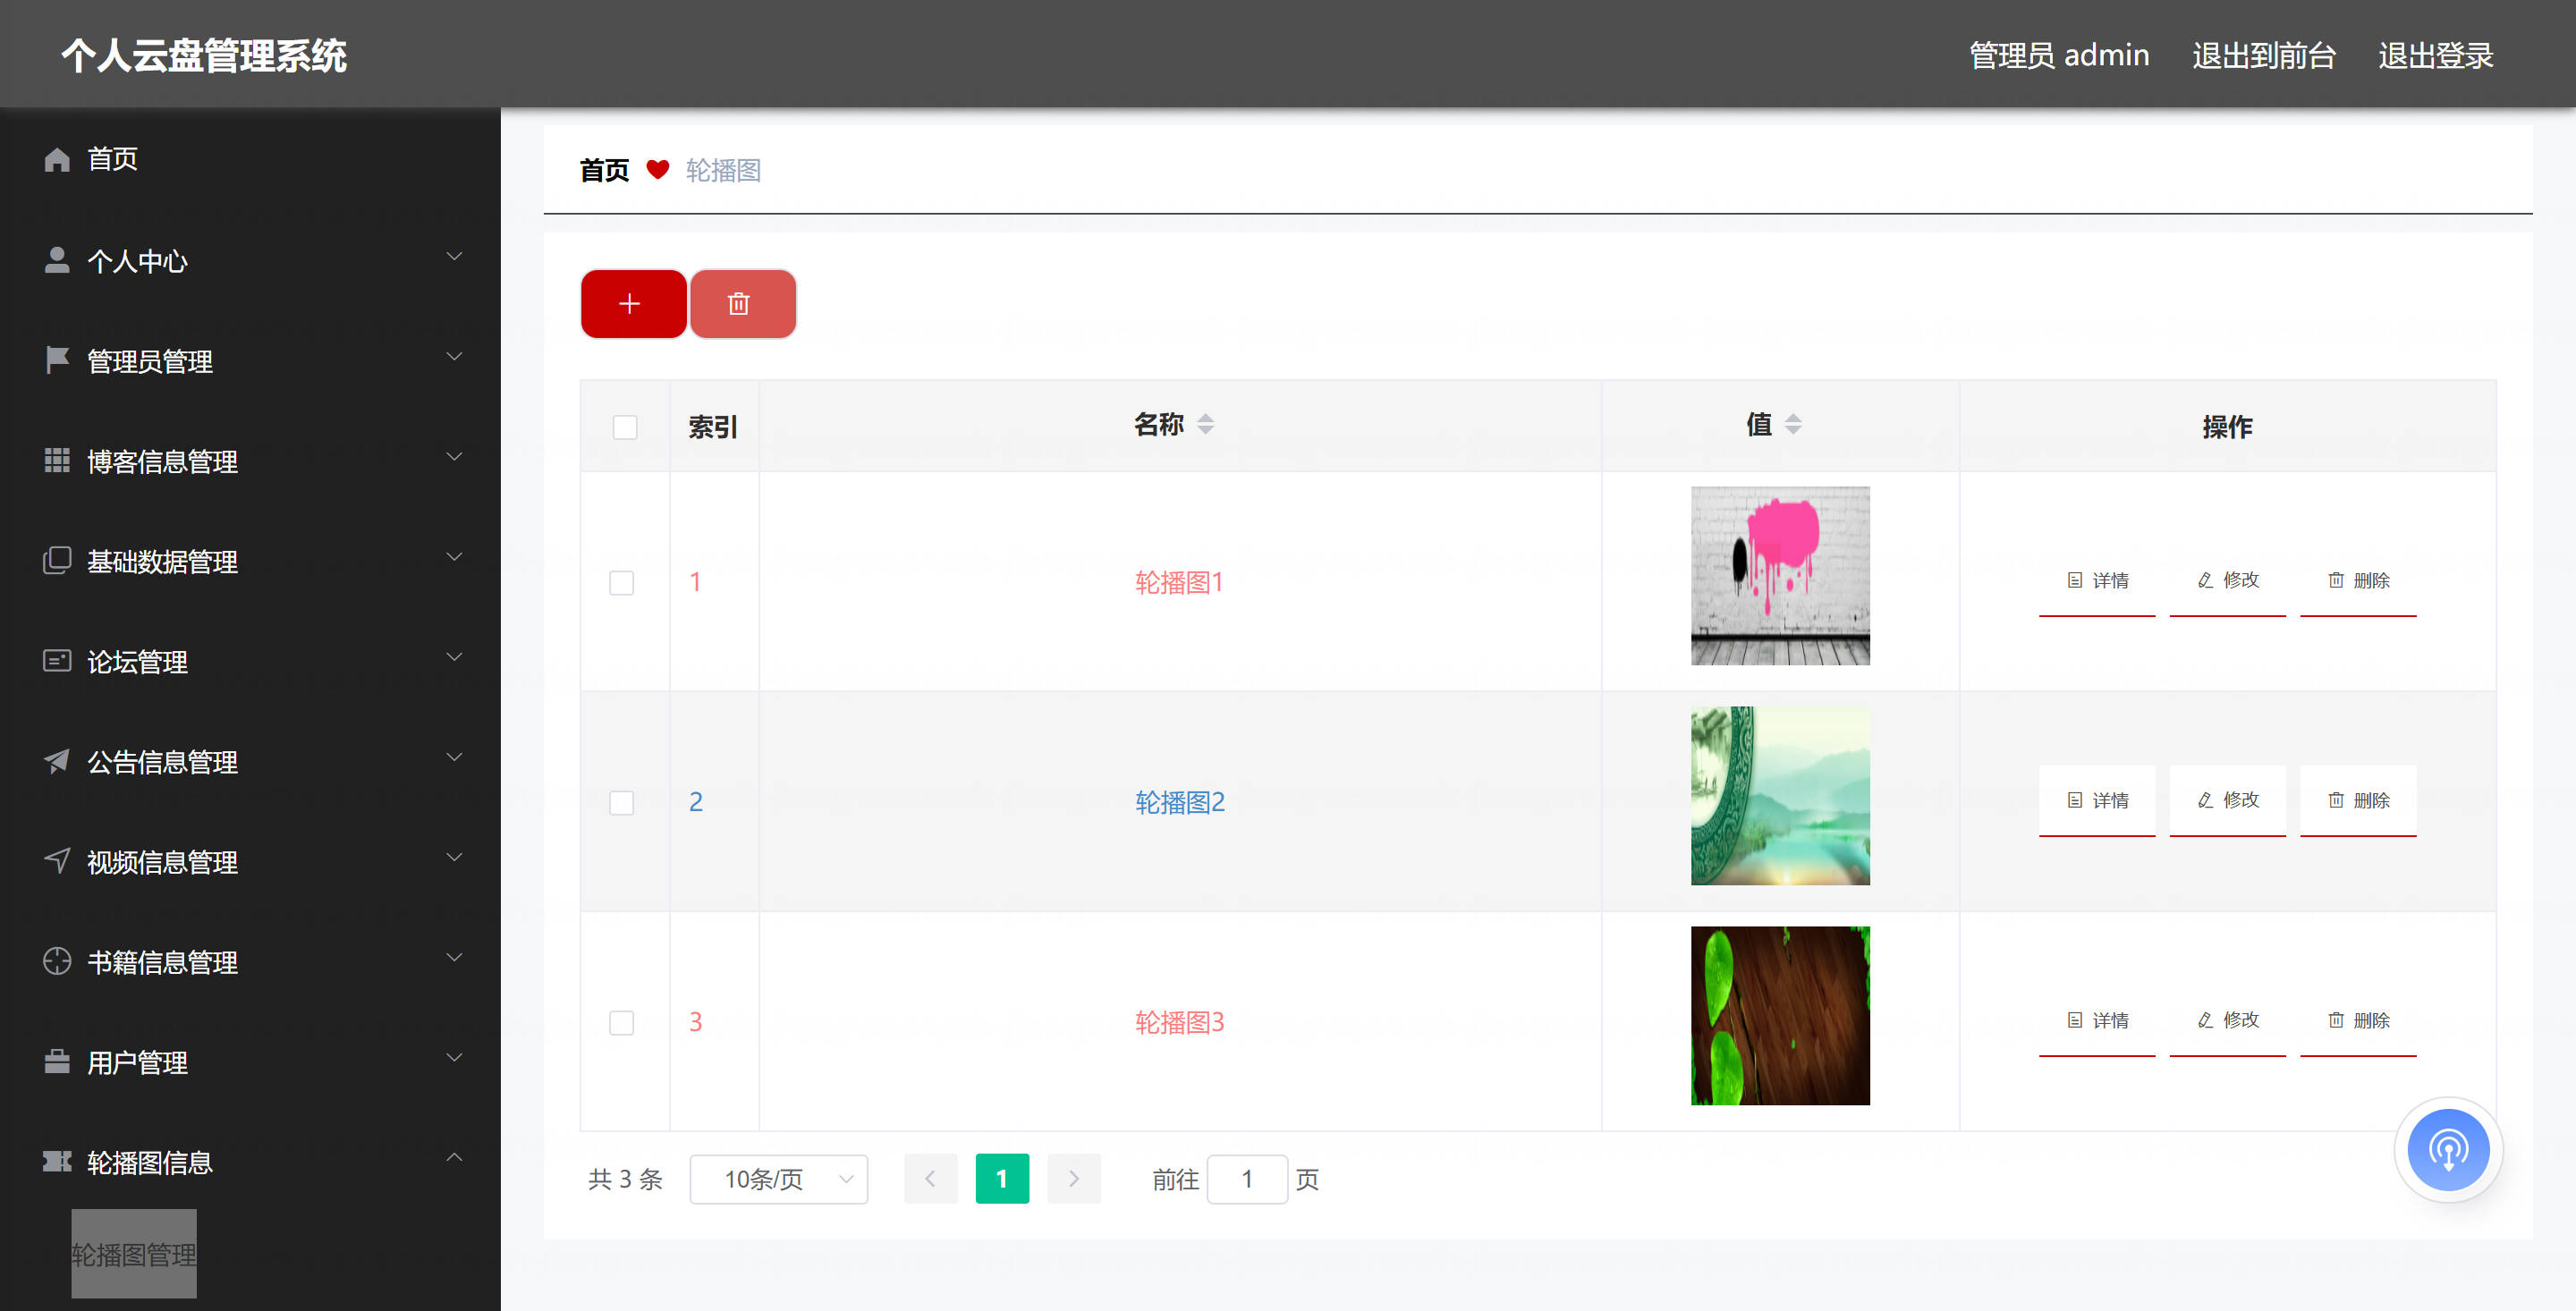 个人云盘管理系统
管理员 admin 退出到前台 退出登录
首页
个人中心
管理员管理
博客信息管理
基础数据管理
论坛管理
公告信息管理
视频信息管理
书籍信息管理
用户管理
轮播图信息
轮播图管理
首页 轮播图
索引 名称 值 操作
1 轮播图1 详情 修改 删除
2 轮播图2 详情 修改 删除
3 轮播图3 详情 修改 删除
共 3 条 10条/页 1 前往 1 页